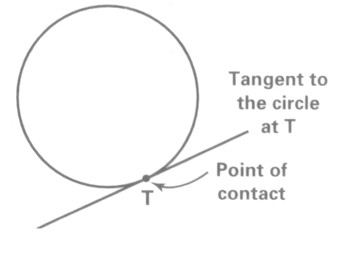 Tangent to
the circle
at T
Point of
contact
T